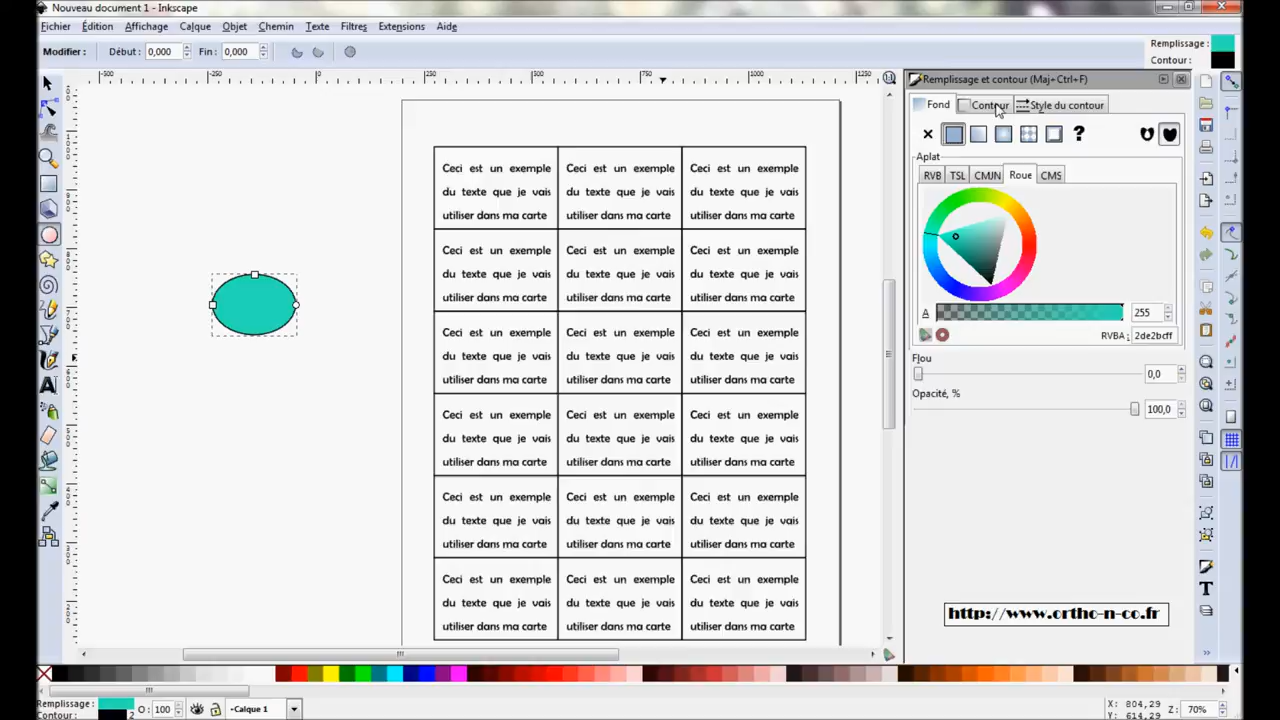 Nouveau document 1 - Inkscape
Fichier Édition Affichage Calque Objet Chemin Texte Filtres Extensions Aide
Modifier : Début : 0,000 Fin : 0,000
Remplissage :
Contour :
-500 -250 0 250 500 750 1000 1250
Remplissage et contour (Maj+Ctrl+F)
Fond Contour Style du contour
Aplat
RVB TSL CMJN Roue CMS
A 255
RVBA : 2de2bcff
Flou
0,0
Opacité, %
100,0
Ceci est un exemple Ceci est un exemple Ceci est un exemple
du texte que je vais du texte que je vais du texte que je vais
utiliser dans ma carte utiliser dans ma carte utiliser dans ma carte
Ceci est un exemple Ceci est un exemple Ceci est un exemple
du texte que je vais du texte que je vais du texte que je vais
utiliser dans ma carte utiliser dans ma carte utiliser dans ma carte
Ceci est un exemple Ceci est un exemple Ceci est un exemple
du texte que je vais du texte que je vais du texte que je vais
utiliser dans ma carte utiliser dans ma carte utiliser dans ma carte
Ceci est un exemple Ceci est un exemple Ceci est un exemple
du texte que je vais du texte que je vais du texte que je vais
utiliser dans ma carte utiliser dans ma carte utiliser dans ma carte
Ceci est un exemple Ceci est un exemple Ceci est un exemple
du texte que je vais du texte que je vais du texte que je vais
utiliser dans ma carte utiliser dans ma carte utiliser dans ma carte
Ceci est un exemple Ceci est un exemple Ceci est un exemple
du texte que je vais du texte que je vais du texte que je vais
utiliser dans ma carte utiliser dans ma carte utiliser dans ma carte
http://www.ortho-n-co.fr
Remplissage : O: 100 -Calque 1 X: 804,29 Z: 70%
Contour : 2 Y: 614,29